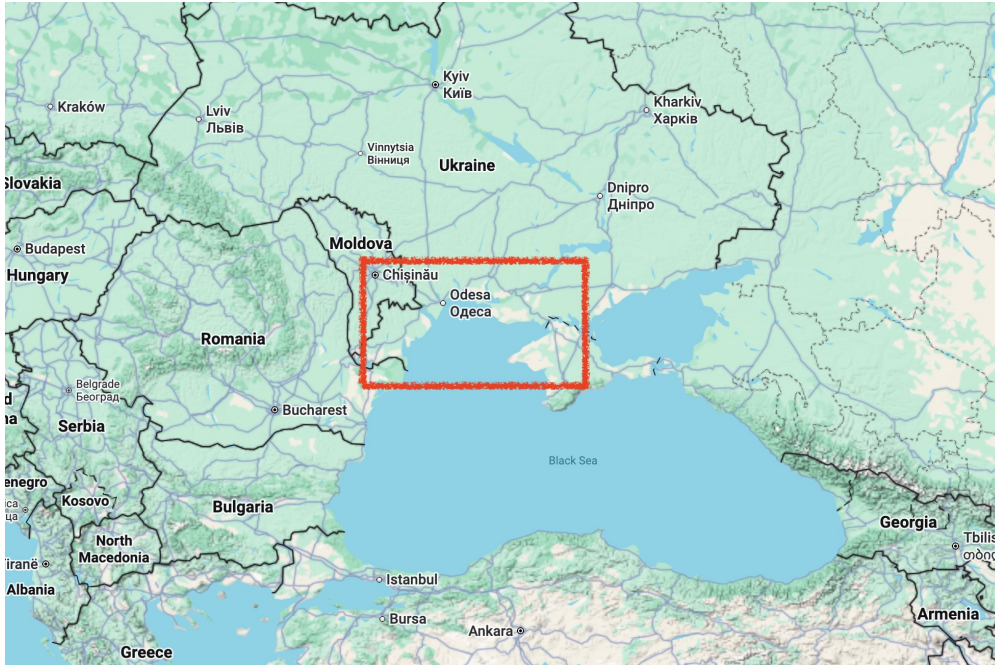 Kyiv
Київ
Kraków
Lviv
Львів
Kharkiv
Харків
Vinnytsia
Вінниця
Ukraine
Slovakia
Dnipro
Дніпро
Moldova
Budapest
Hungary
Chișinău
Odesa
Одеса
Romania
Belgrade
Београд
Bucharest
Serbia
Black Sea
Kosovo
Bulgaria
North
Macedonia
Georgia
Istanbul
Albania
Bursa
Ankara
Armenia
Greece